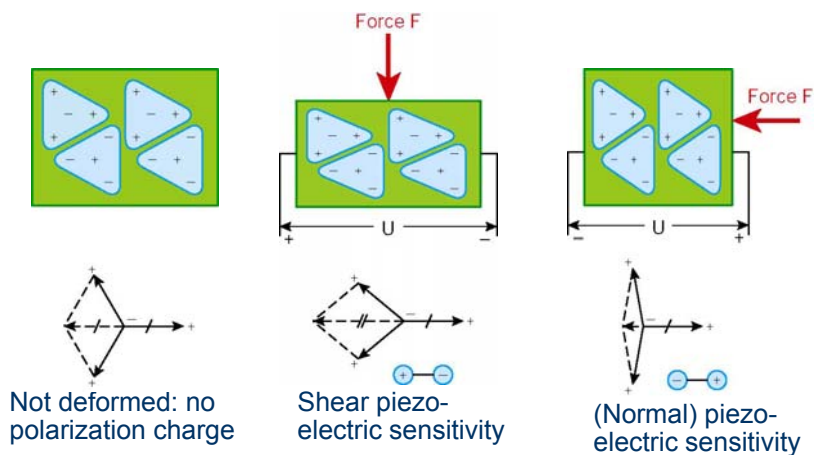 Force F
Force F
+ + + + + + + + +
− + − + − + − + − + − +
+ − + − + − + − + − + −
− − − − − −
U
+ −
U
− +
+ + +
− + − + − +
+ + +
+ − − +
Not deformed: no
polarization charge
Shear piezo-
electric sensitivity
(Normal) piezo-
electric sensitivity